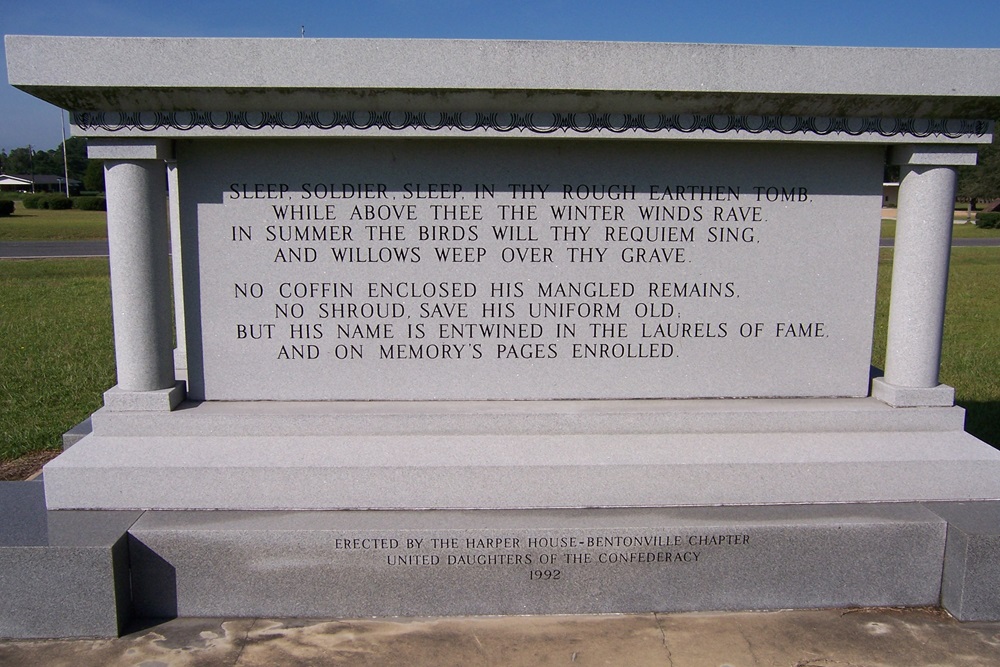 SLEEP, SOLDIER, SLEEP, IN THY ROUGH EARTHEN TOMB.
WHILE ABOVE THEE THE WINTER WINDS RAVE.
IN SUMMER THE BIRDS WILL THY REQUIEM SING,
AND WILLOWS WEEP OVER THY GRAVE.
NO COFFIN ENCLOSED HIS MANGLED REMAINS,
NO SHROUD, SAVE HIS UNIFORM OLD;
BUT HIS NAME IS ENTWINED IN THE LAURELS OF FAME,
AND ON MEMORY'S PAGES ENROLLED.
ERECTED BY THE HARPER HOUSE-BENTONVILLE CHAPTER
UNITED DAUGHTERS OF THE CONFEDERACY
1992